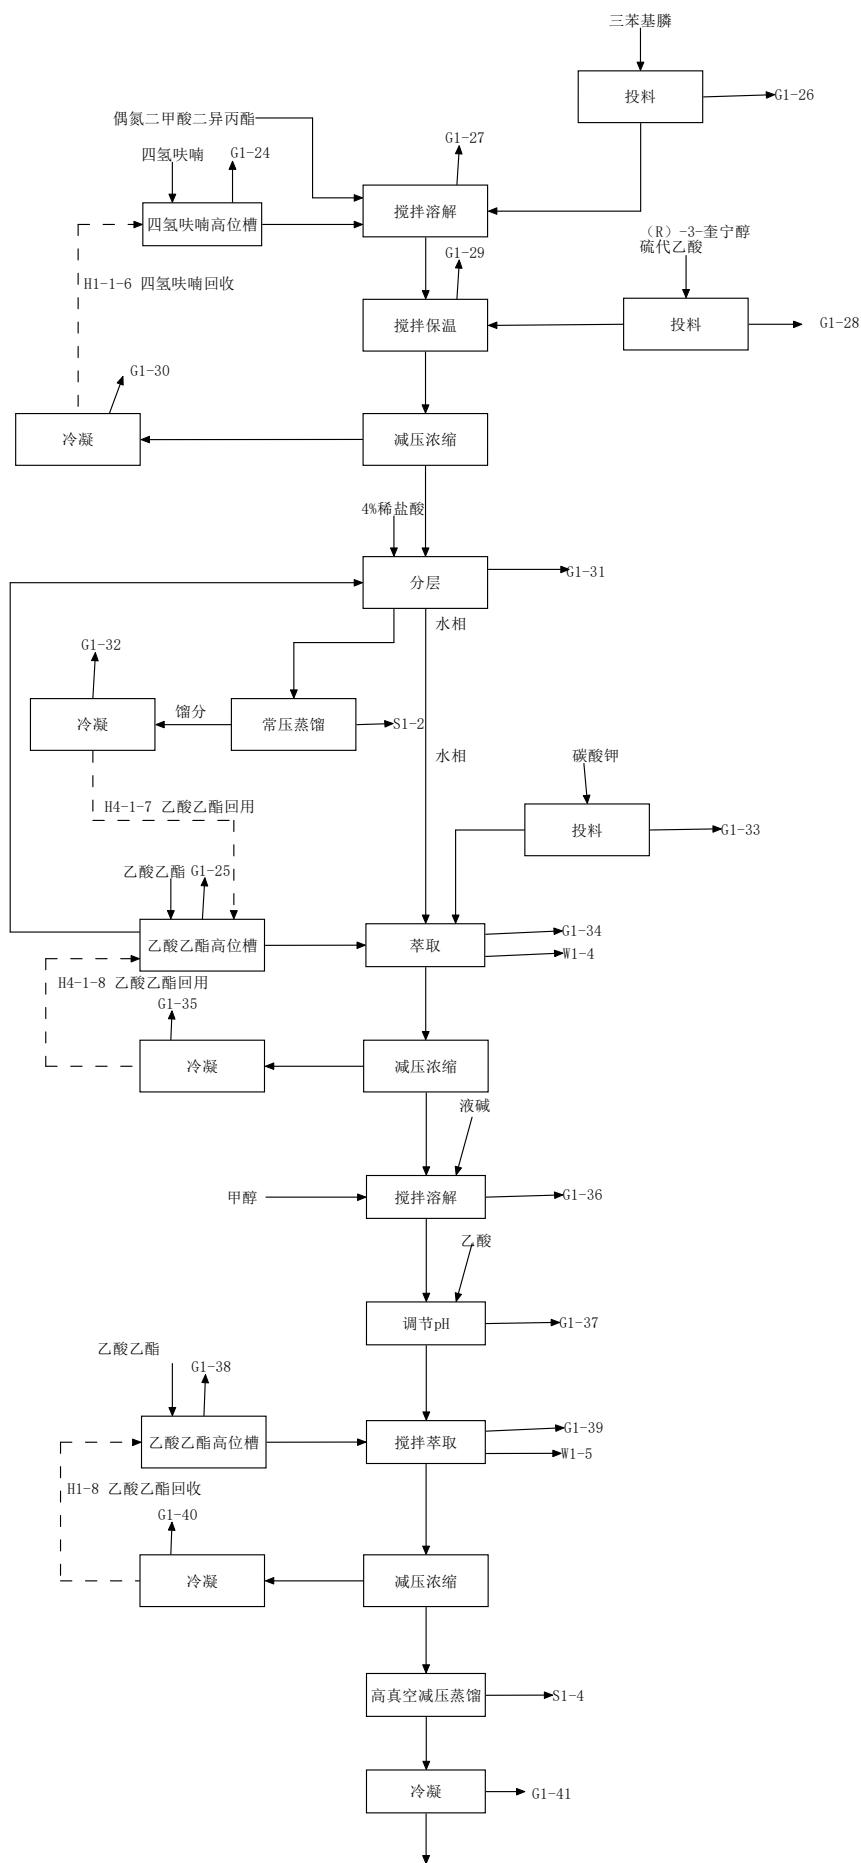 三苯基膦
投料
G1-26
偶氮二甲酸二异丙酯
四氢呋喃
G1-24
G1-27
四氢呋喃高位槽
搅拌溶解
(R）-3-奎宁醇
硫代乙酸
G1-29
H1-1-6 四氢呋喃回收
搅拌保温
投料
G1-28
G1-30
冷凝
减压浓缩
4%稀盐酸
分层
G1-31
水相
G1-32
馏分
冷凝
常压蒸馏
S1-2
水相
碳酸钾
H4-1-7 乙酸乙酯回用
投料
G1-33
乙酸乙酯
G1-25
乙酸乙酯高位槽
萃取
G1-34
W1-4
H4-1-8 乙酸乙酯回用
G1-35
冷凝
减压浓缩
液碱
甲醇
搅拌溶解
G1-36
乙酸
调节pH
G1-37
乙酸乙酯
G1-38
乙酸乙酯高位槽
搅拌萃取
G1-39
W1-5
H1-8 乙酸乙酯回收
G1-40
冷凝
减压浓缩
高真空减压蒸馏
S1-4
冷凝
G1-41